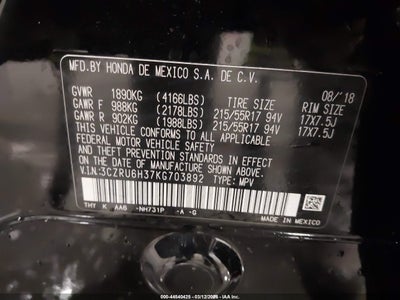 MFD.BY HONDA DE MEXICO S.A. DE C.V.
08/'18
GVWR 1890KG (4166LBS) TIRE SIZE RIM SIZE
GAWR F 988KG (2178LBS) 215/55R17 94V 17X7.5J
GAWR R 902KG (1988LBS) 215/55R17 94V 17X7.5J
THIS VEHICLE CONFORMS TO ALL APPLICABLE
FEDERAL MOTOR VEHICLE SAFETY
STANDARDS IN EFFECT ON THE
DATE OF MANUFACTURE SHOWN ABOVE.
V.I.N:3CZRU6H37KG703892 TYPE: MPV
THY K AA6 -NH731P -A -G
MADE IN MEXICO
IAA